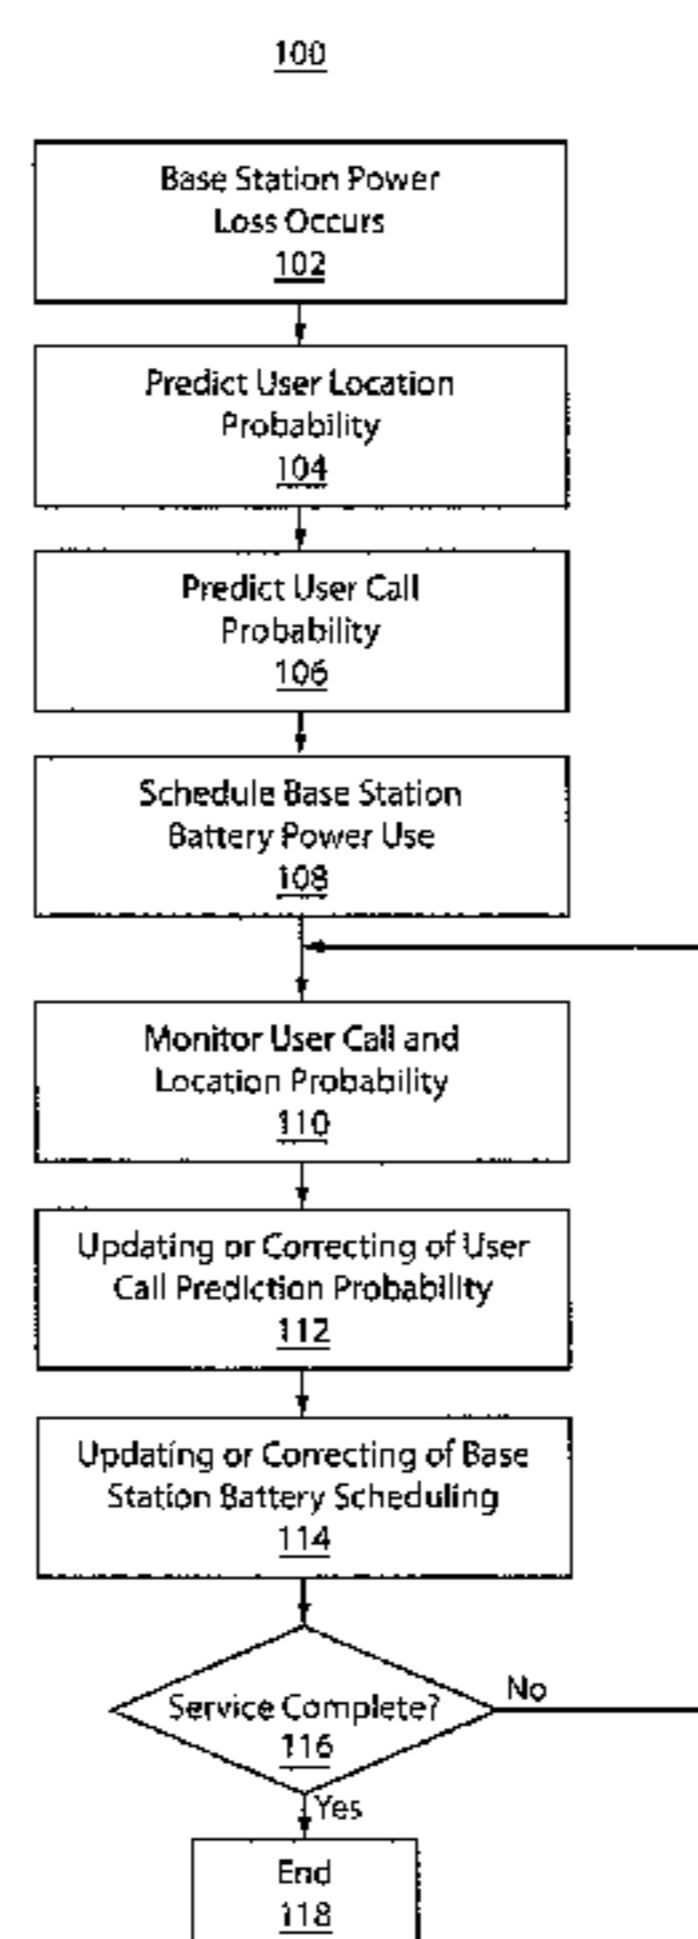 100
Base Station Power
Loss Occurs
102
Predict User Location
Probability
104
Predict User Call
Probability
106
Schedule Base Station
Battery Power Use
108
Monitor User Call and
Location Probability
110
Updating or Correcting of User
Call Prediction Probability
112
Updating or Correcting of Base
Station Battery Scheduling
114
Service Complete?
116
No
Yes
End
118